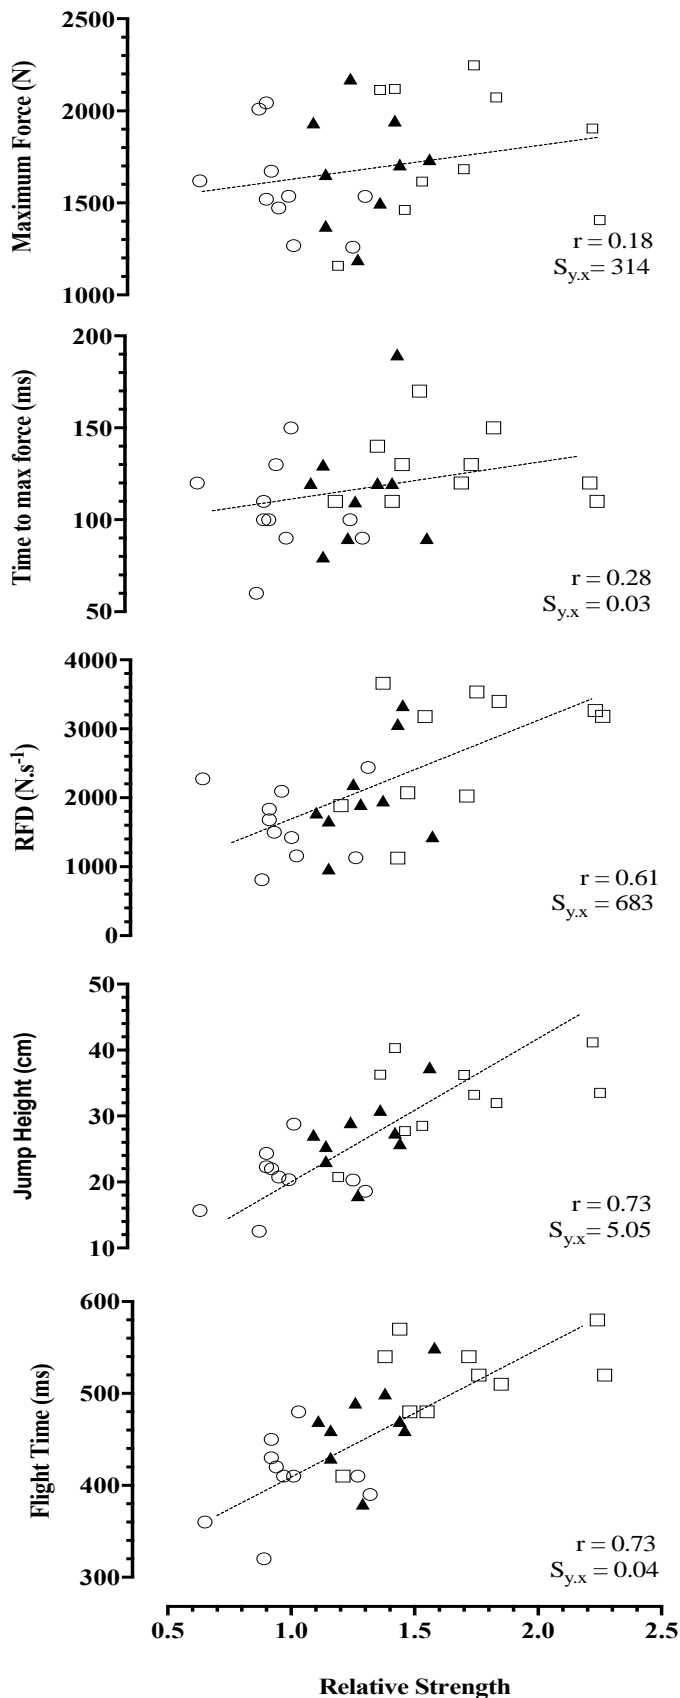 2500
2000
1500
1000
Maximum Force (N)
r = 0.18
Sy.x= 314
200
150
100
50
Time to max force (ms)
r = 0.28
Sy.x = 0.03
4000
3000
2000
1000
0
RFD (N.s-1)
r = 0.61
Sy.x = 683
50
40
30
20
10
Jump Height (cm)
r = 0.73
Sy.x= 5.05
600
500
400
300
Flight Time (ms)
r = 0.73
Sy.x = 0.04
0.5 1.0 1.5 2.0 2.5
Relative Strength